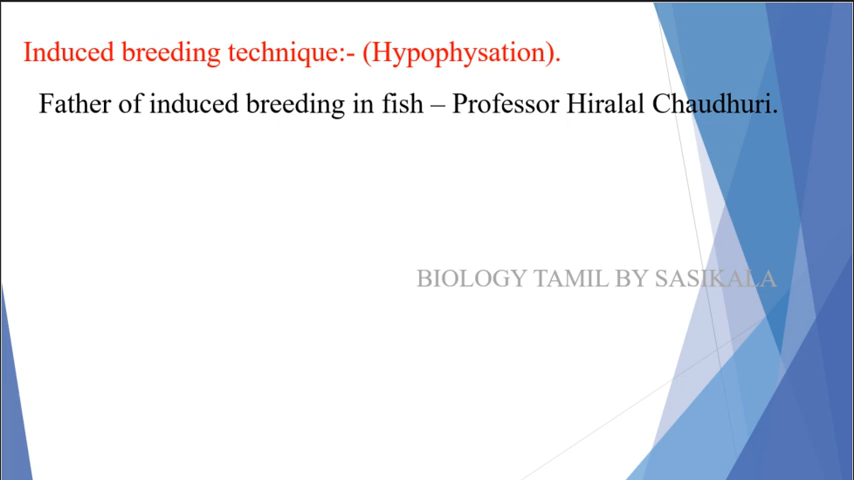 Induced breeding technique:- (Hypophysation).
Father of induced breeding in fish – Professor Hiralal Chaudhuri.
BIOLOGY TAMIL BY SASIKALA